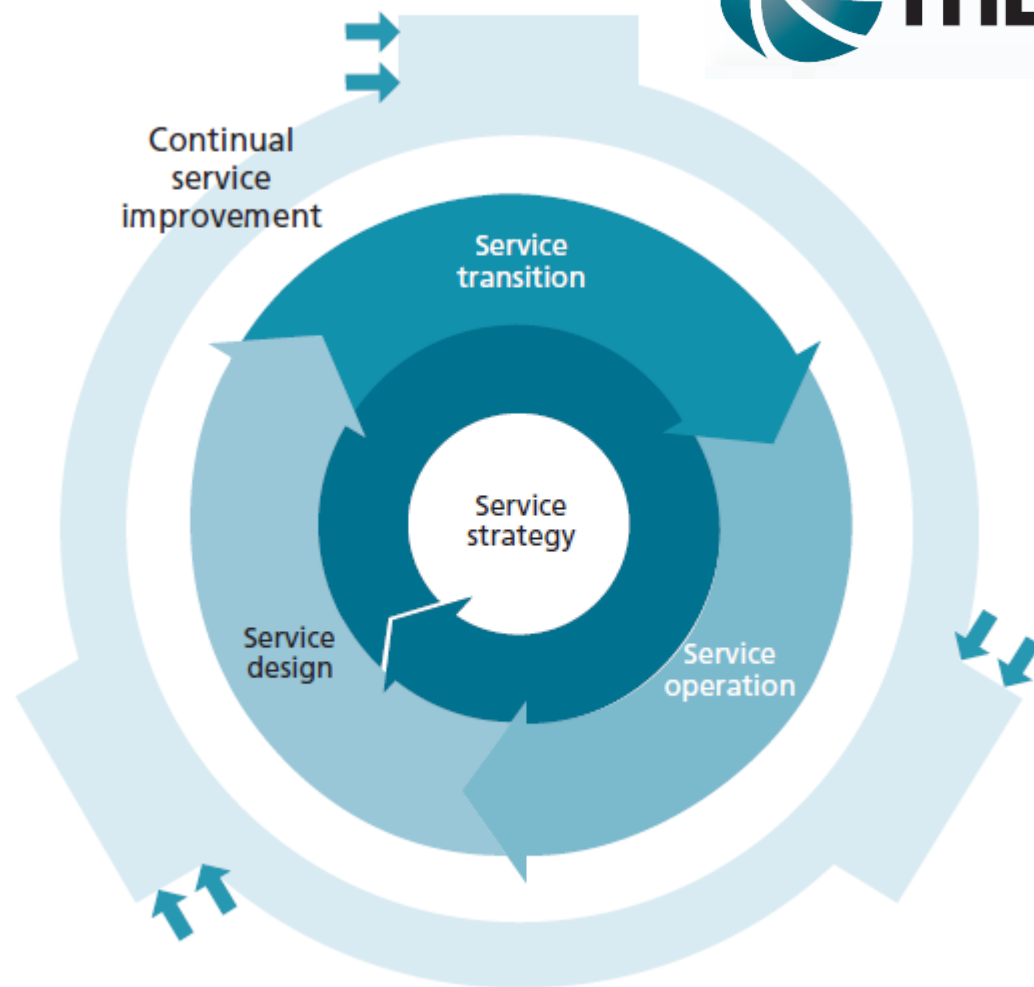 Continual
service
improvement
Service
transition
Service
strategy
Service
design
Service
operation